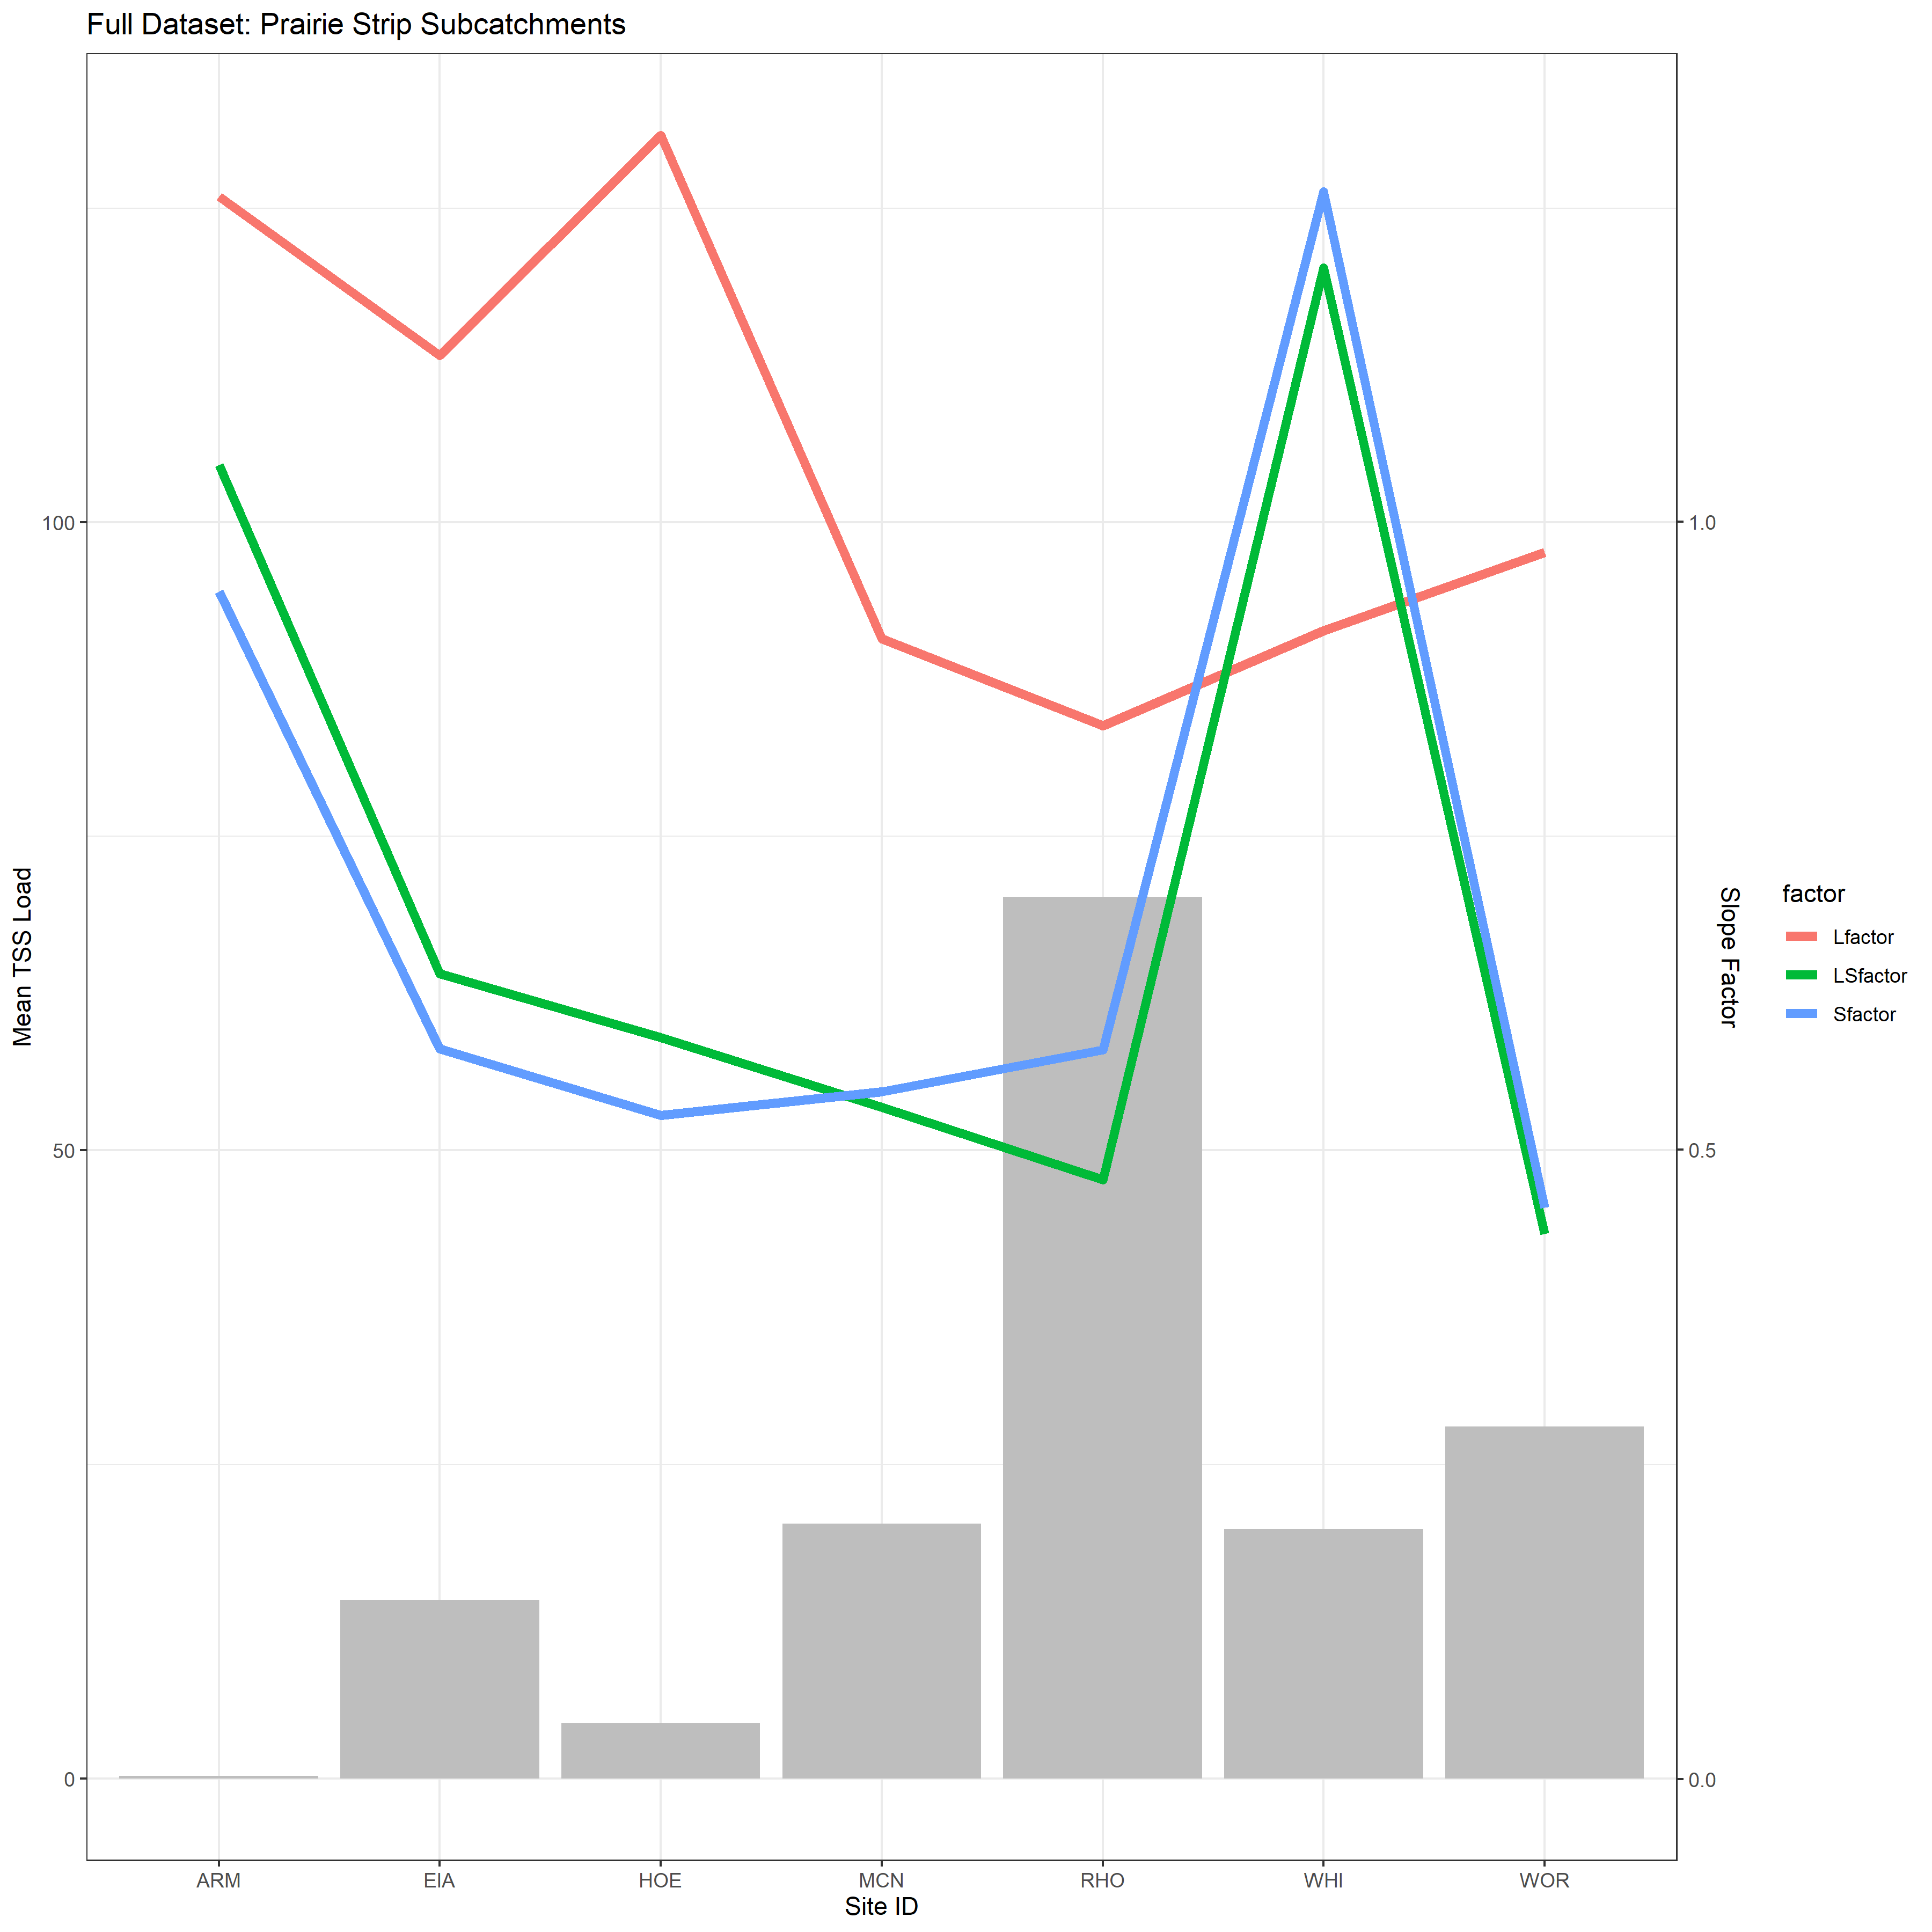 Full Dataset: Prairie Strip Subcatchments
Mean TSS Load
100
50
0
1.0
0.5
0.0
Slope Factor
factor
Lfactor
LSfactor
Sfactor
ARM EIA HOE MCN RHO WHI WOR
Site ID